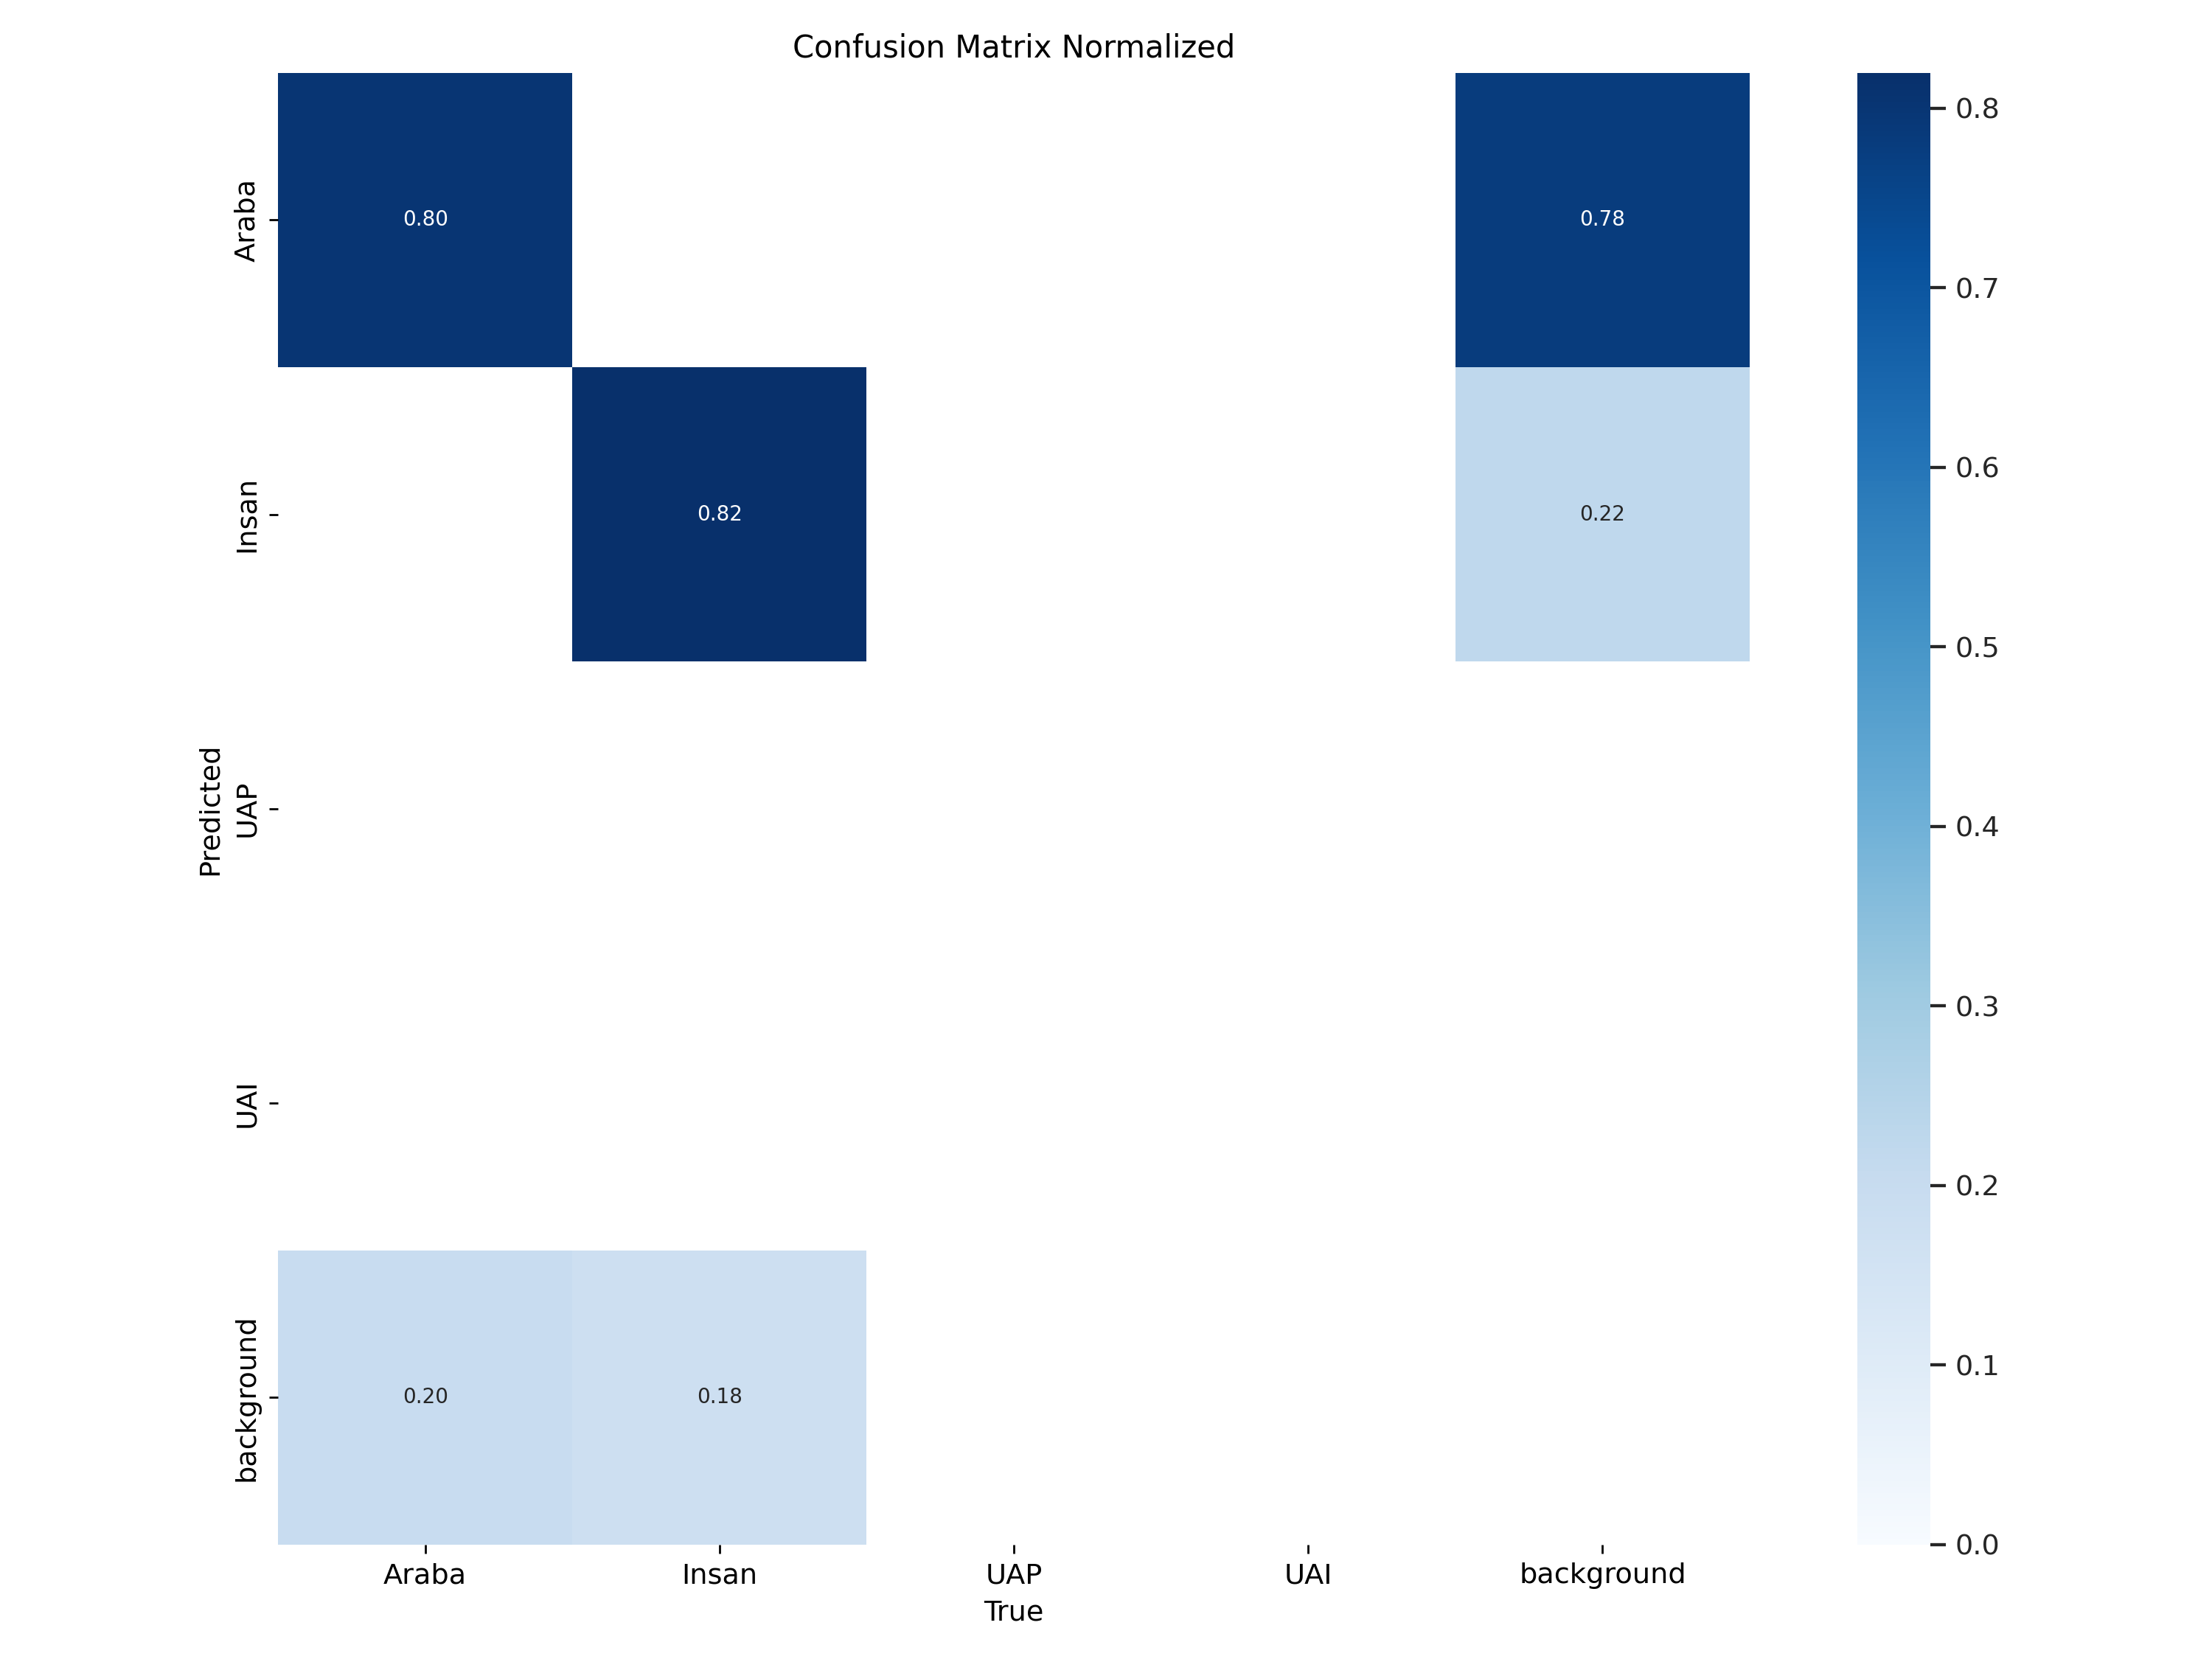 Confusion Matrix Normalized
Araba
0.80
0.78
0.8
0.7
Insan
0.82
0.22
0.6
0.5
Predicted
UAP
0.4
0.3
UAI
0.2
background
0.20
0.18
0.1
0.0
Araba
Insan
UAP
UAI
background
True